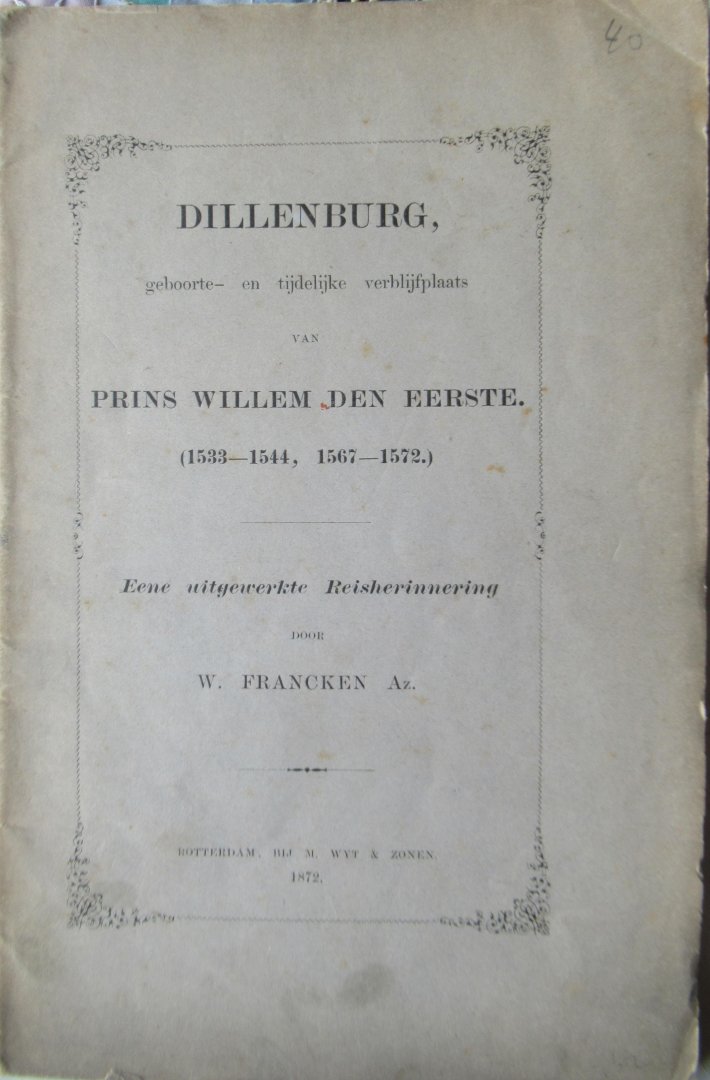 40
DILLENBURG,
geboorte- en tijdelijke verblijfplaats
VAN
PRINS WILLEM DEN EERSTE.
(1533—1544, 1567—1572.)
Eene uitgewerkte Reisherinnering
DOOR
W. FRANCKEN Az.
ROTTERDAM, BIJ M. WYT & ZONEN
1872.